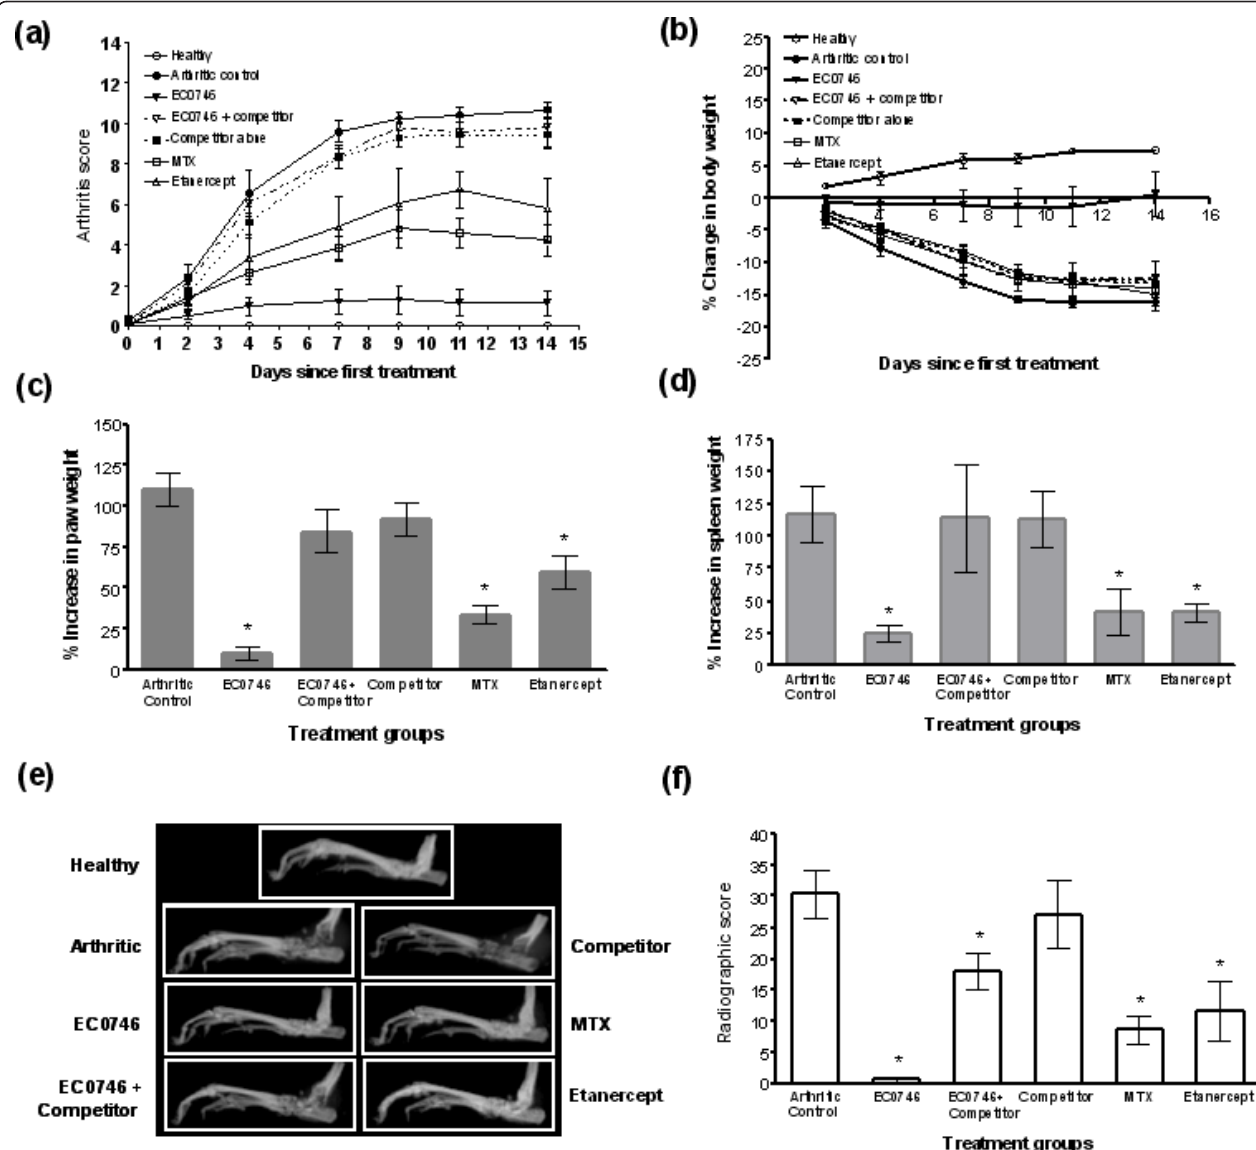 (a)
14
12
10
8
6
4
2
0
Arthritis score
Healthy
Arthritic control
EC0746
EC0746 + competitor
Competitor alone
MTX
Etanercept
0 1 2 3 4 5 6 7 8 9 10 11 12 13 14 15
Days since first treatment
(b)
25
20
15
10
5
0
-5
-10
-15
-20
-25
% Change in body weight
Healthy
Arthritic control
EC0746
EC0746 + competitor
Competitor alone
MTX
Etanercept
4 6 8 10 12 14 16
Days since first treatment
(c)
150
125
100
75
50
25
0
% Increase in paw weight
* * *
Arthritic EC0746 EC0746+ Competitor MTX Etanercept
Control Competitor
Treatment groups
(d)
175
150
125
100
75
50
25
0
% Increase in spleen weight
* * *
Arthritic EC0746 EC0746+ Competitor MTX Etanercept
Control Competitor
Treatment groups
(e)
Healthy
Arthritic
Competitor
EC0746
MTX
EC0746 +
Competitor
Etanercept
(f)
40
35
30
25
20
15
10
5
0
Radiographic score
* * * *
Arthritic EC0746 EC0746+ Competitor MTX Etanercept
Control Competitor
Treatment groups